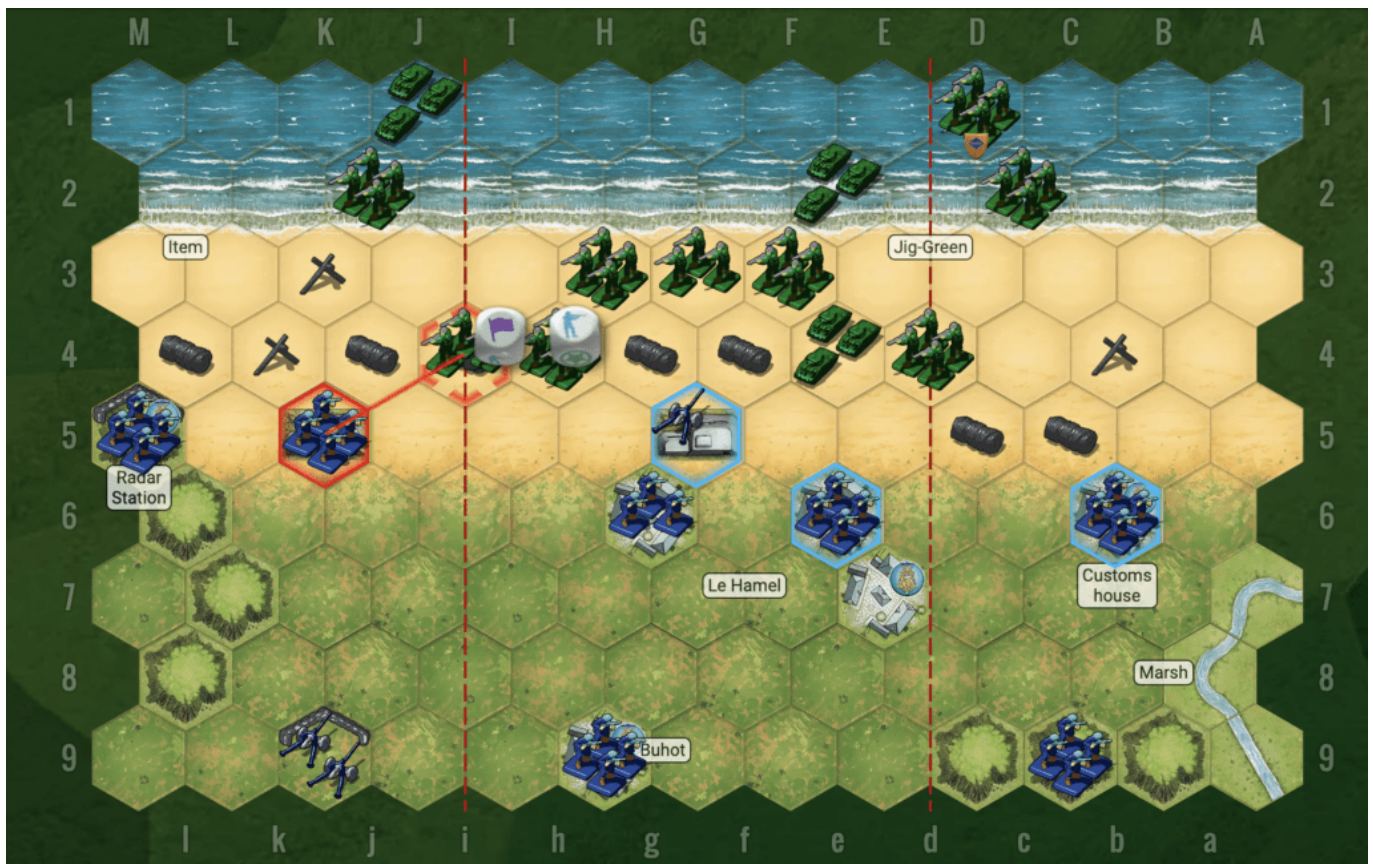 M L K J I H G F E D C B A
1 1
2 2
Item Jig-Green
3 3
4 4
5 5
Radar
Station
6 6
Le Hamel
Customs
house
7 7
Marsh
8 8
Buhot
9 9
l k j i h g f e d c b a